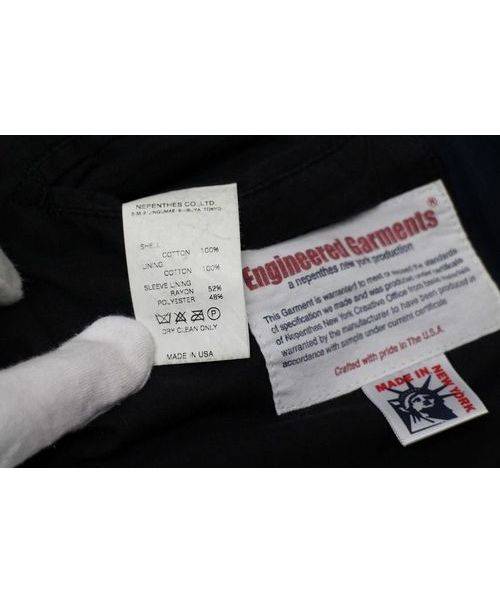 NEPENTHES CO.,LTD.
TOKYO
SHELL
COTTON 100%
LINING
COTTON 100%
SLEEVE LINING
RAYON 52%
POLYESTER 48%
DRY CLEAN ONLY
MADE IN USA
Engineered Garments®
a nepenthes new york production
This Garment is warranted to meet or exceed the standards
of specification we made and was produced under certificate
of Nepenthes New York Creative Office from being member
warranted by the manufacturer to have been produced in
accordance with sample under current certificate
Crafted with pride in The U.S.A.
MADE IN
NEW YORK